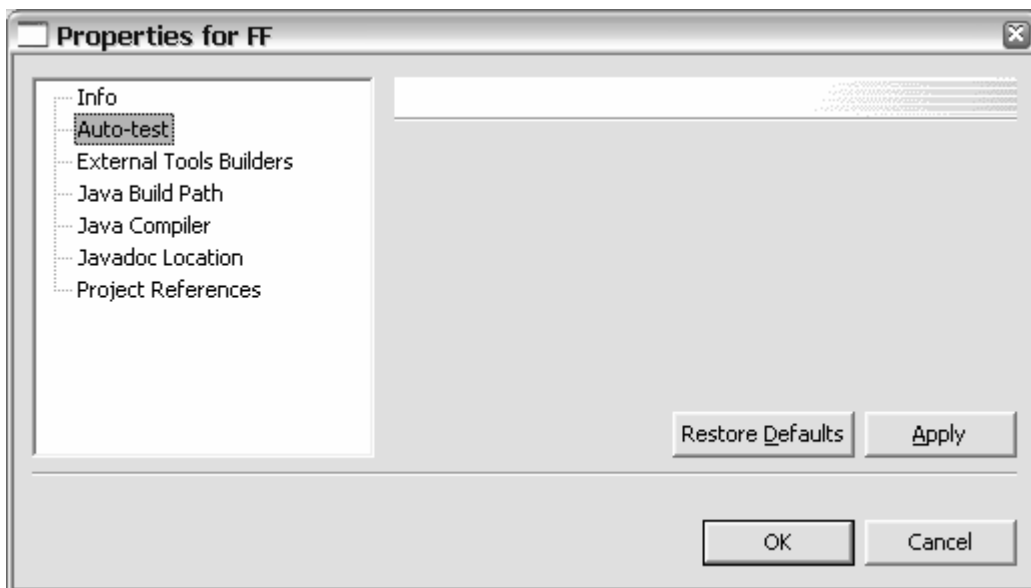 Properties for FF
Info
Auto-test
External Tools Builders
Java Build Path
Java Compiler
Javadoc Location
Project References
Restore Defaults
Apply
OK
Cancel